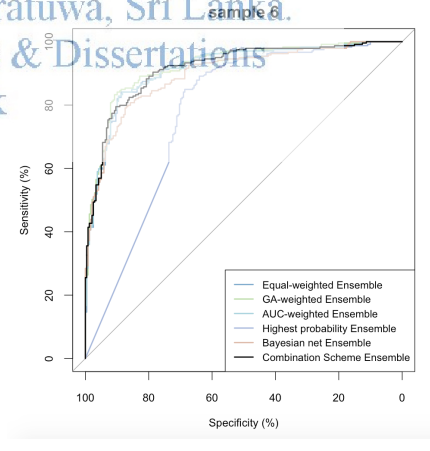 ratuwa, Sri Lanka.
sample 6
& Dissertations
k
100
80
60
40
20
0
Sensitivity (%)
Equal-weighted Ensemble
GA-weighted Ensemble
AUC-weighted Ensemble
Highest probability Ensemble
Bayesian net Ensemble
Combination Scheme Ensemble
100 80 60 40 20 0
Specificity (%)